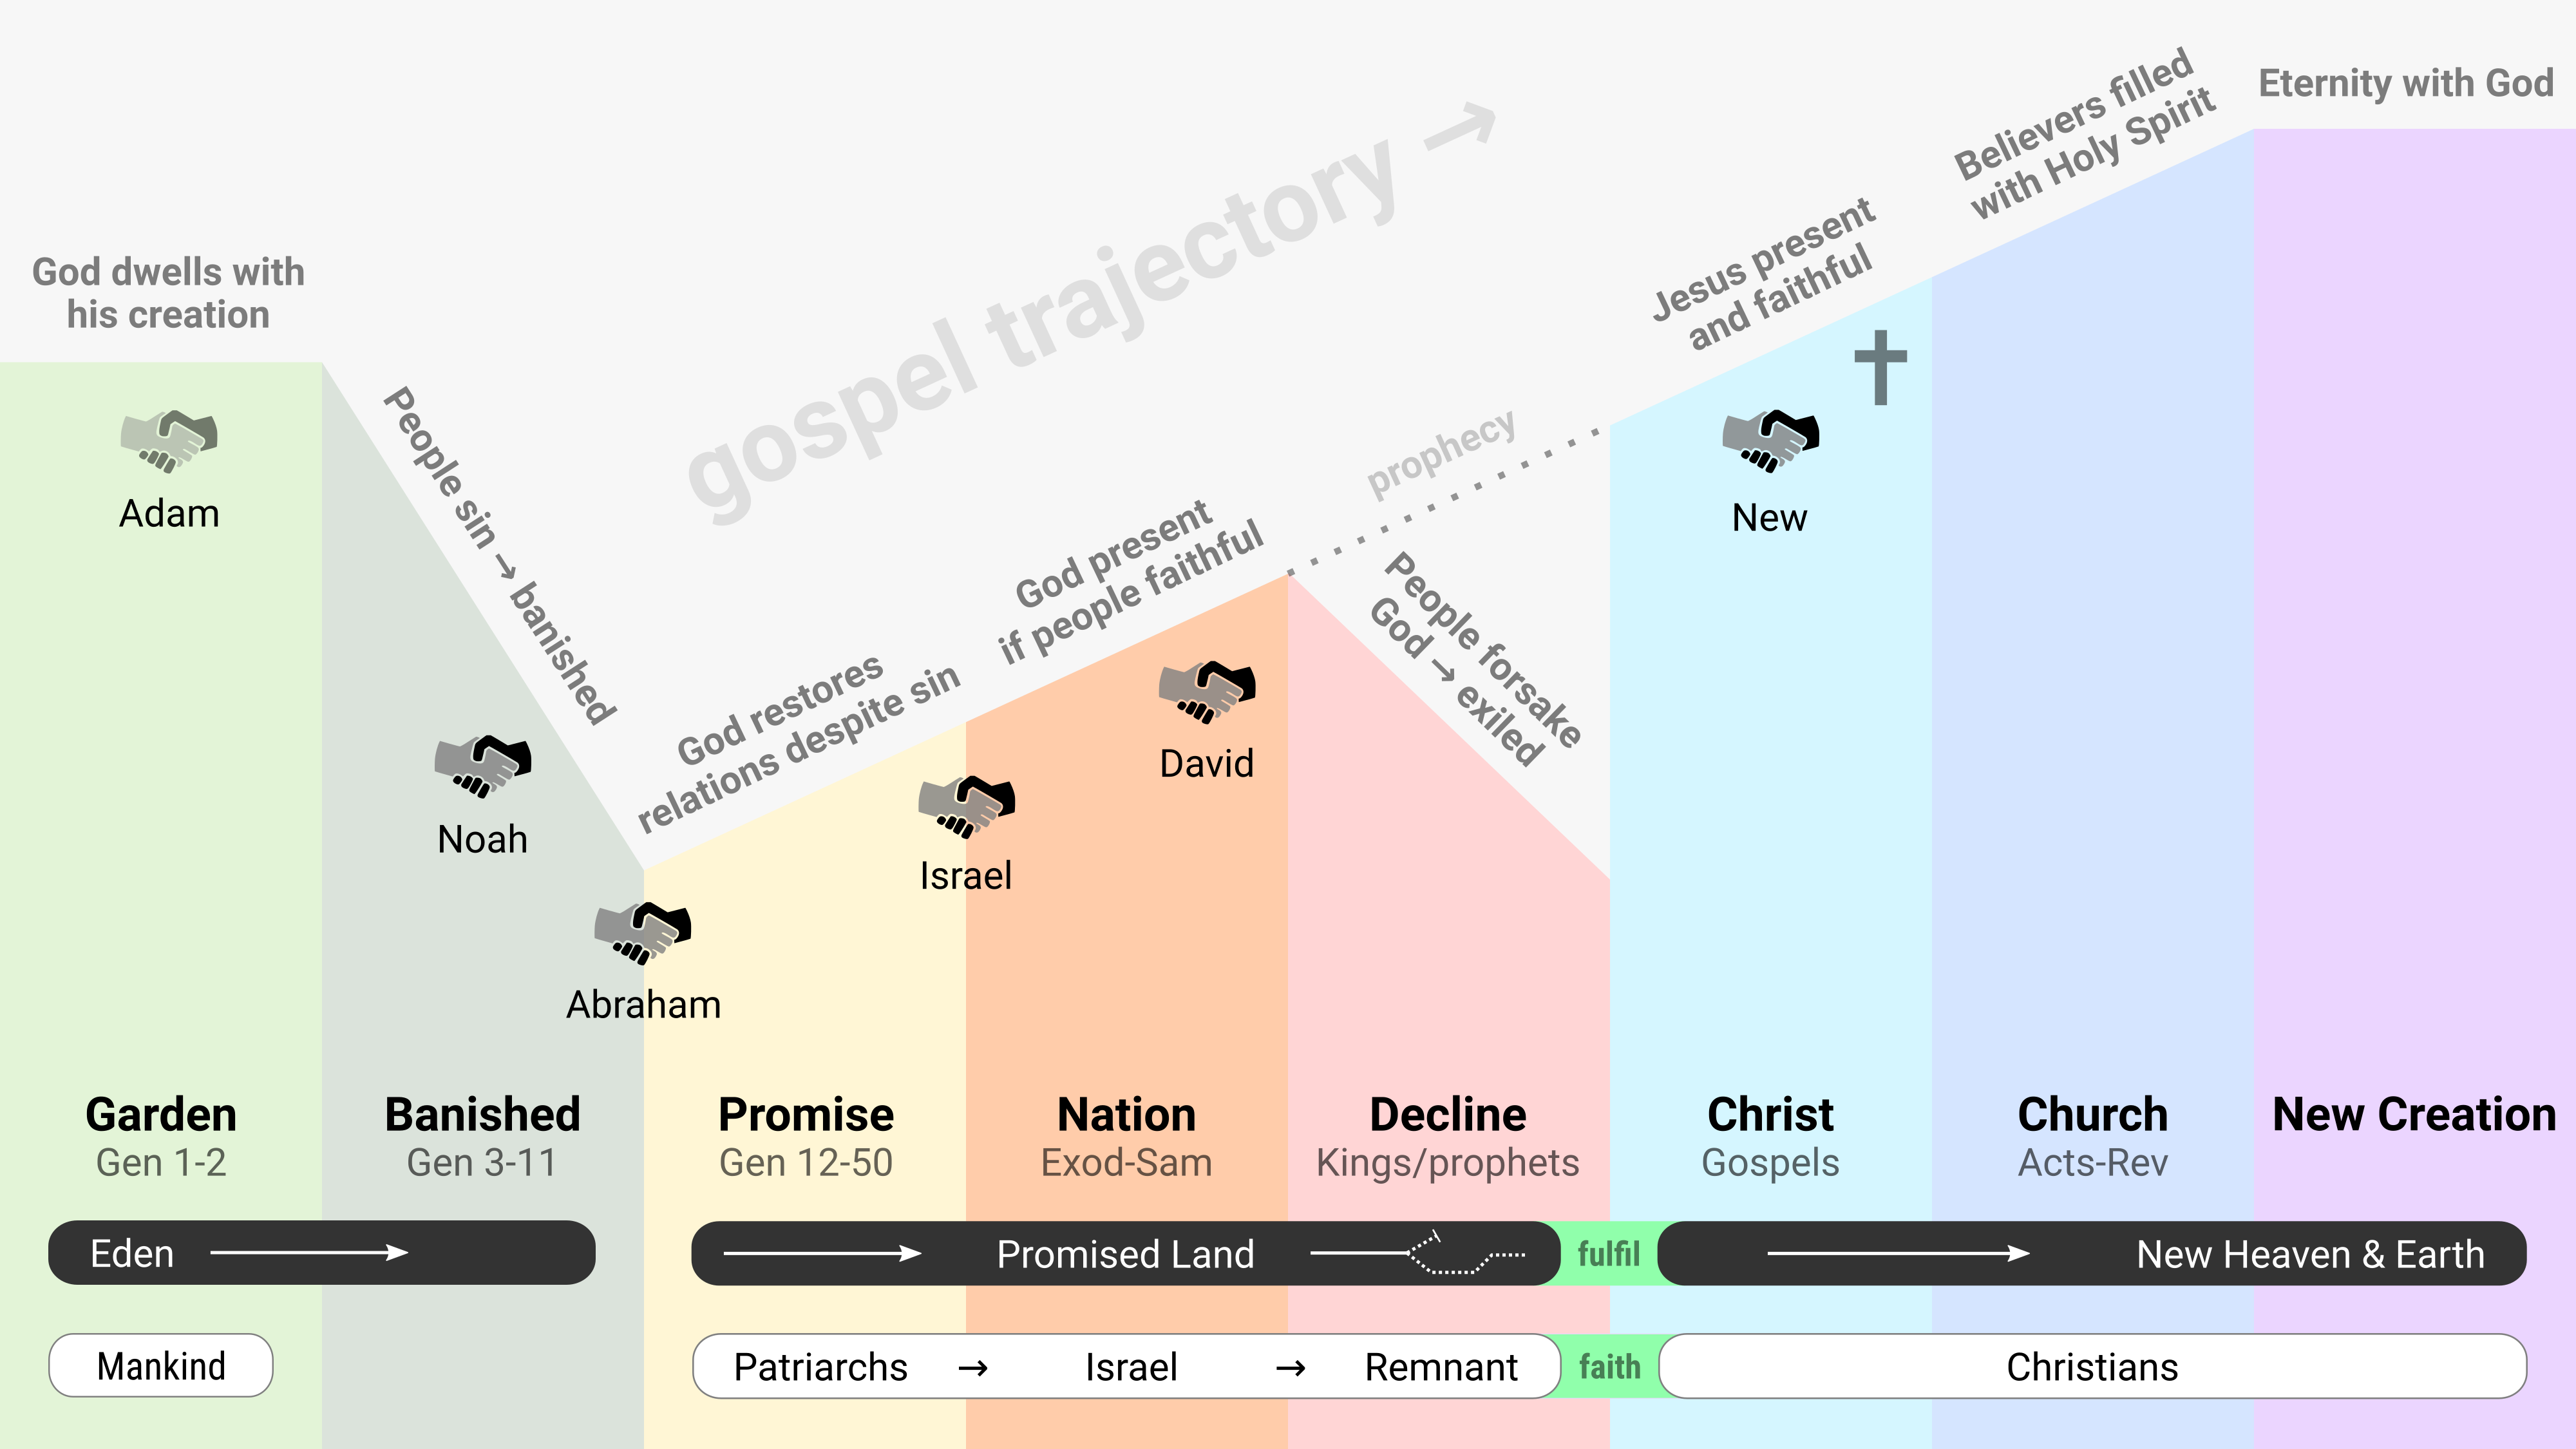 Eternity with God
Believers filled
with Holy Spirit
gospel trajectory →
Jesus present
and faithful
God dwells with
his creation
People sin → banished
prophecy
God present
if people faithful
People forsake
God → exiled
God restores
relations despite sin
Adam
New
Noah
David
Israel
Abraham
Garden
Gen 1-2
Banished
Gen 3-11
Promise
Gen 12-50
Nation
Exod-Sam
Decline
Kings/prophets
Christ
Gospels
Church
Acts-Rev
New Creation
Eden
Promised Land
fulfil
New Heaven & Earth
Mankind
Patriarchs → Israel → Remnant
faith
Christians